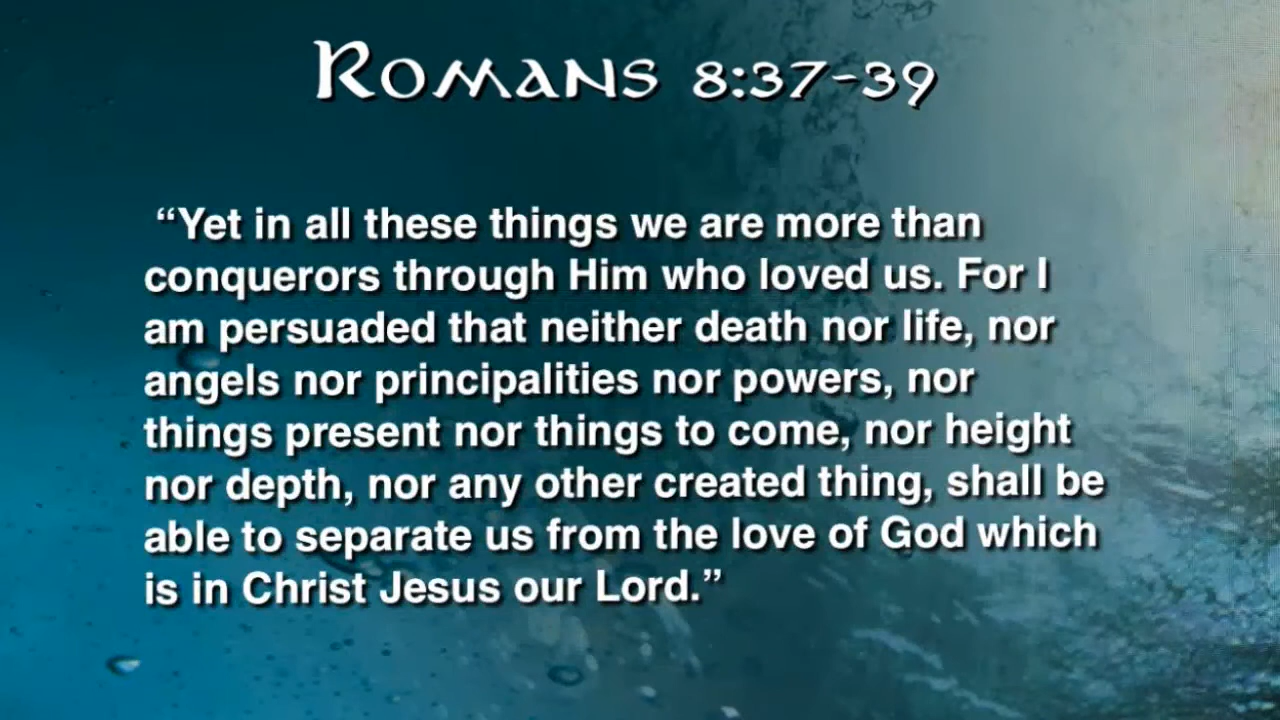 Romans 8:37-39
“Yet in all these things we are more than
conquerors through Him who loved us. For I
am persuaded that neither death nor life, nor
angels nor principalities nor powers, nor
things present nor things to come, nor height
nor depth, nor any other created thing, shall be
able to separate us from the love of God which
is in Christ Jesus our Lord.”